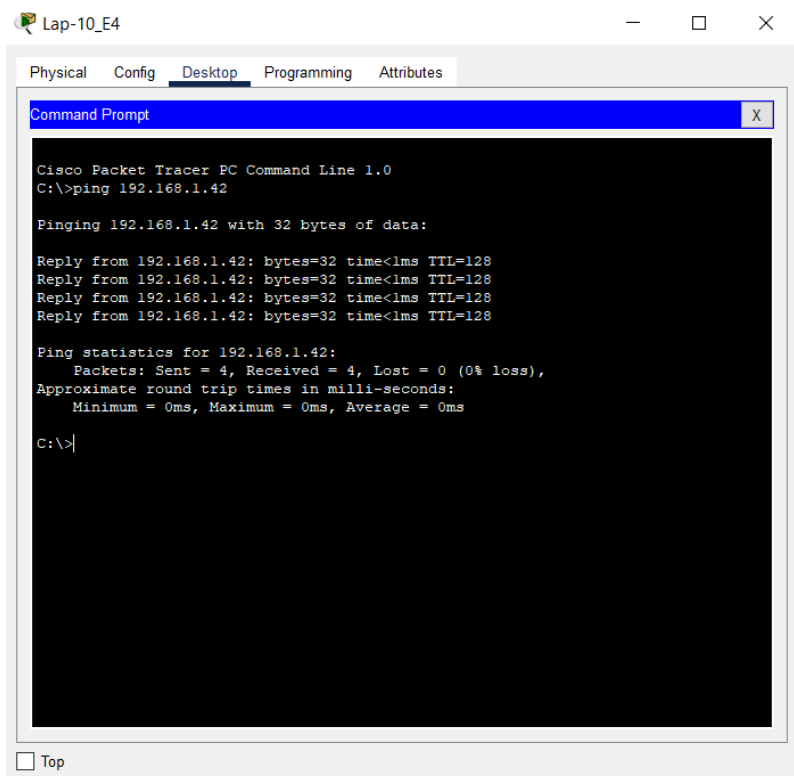 Lap-10_E4
Physical Config Desktop Programming Attributes
Command Prompt X
Cisco Packet Tracer PC Command Line 1.0
C:\>ping 192.168.1.42
Pinging 192.168.1.42 with 32 bytes of data:
Reply from 192.168.1.42: bytes=32 time<1ms TTL=128
Reply from 192.168.1.42: bytes=32 time<1ms TTL=128
Reply from 192.168.1.42: bytes=32 time<1ms TTL=128
Reply from 192.168.1.42: bytes=32 time<1ms TTL=128
Ping statistics for 192.168.1.42:
Packets: Sent = 4, Received = 4, Lost = 0 (0% loss),
Approximate round trip times in milli-seconds:
Minimum = 0ms, Maximum = 0ms, Average = 0ms
C:\>
Top